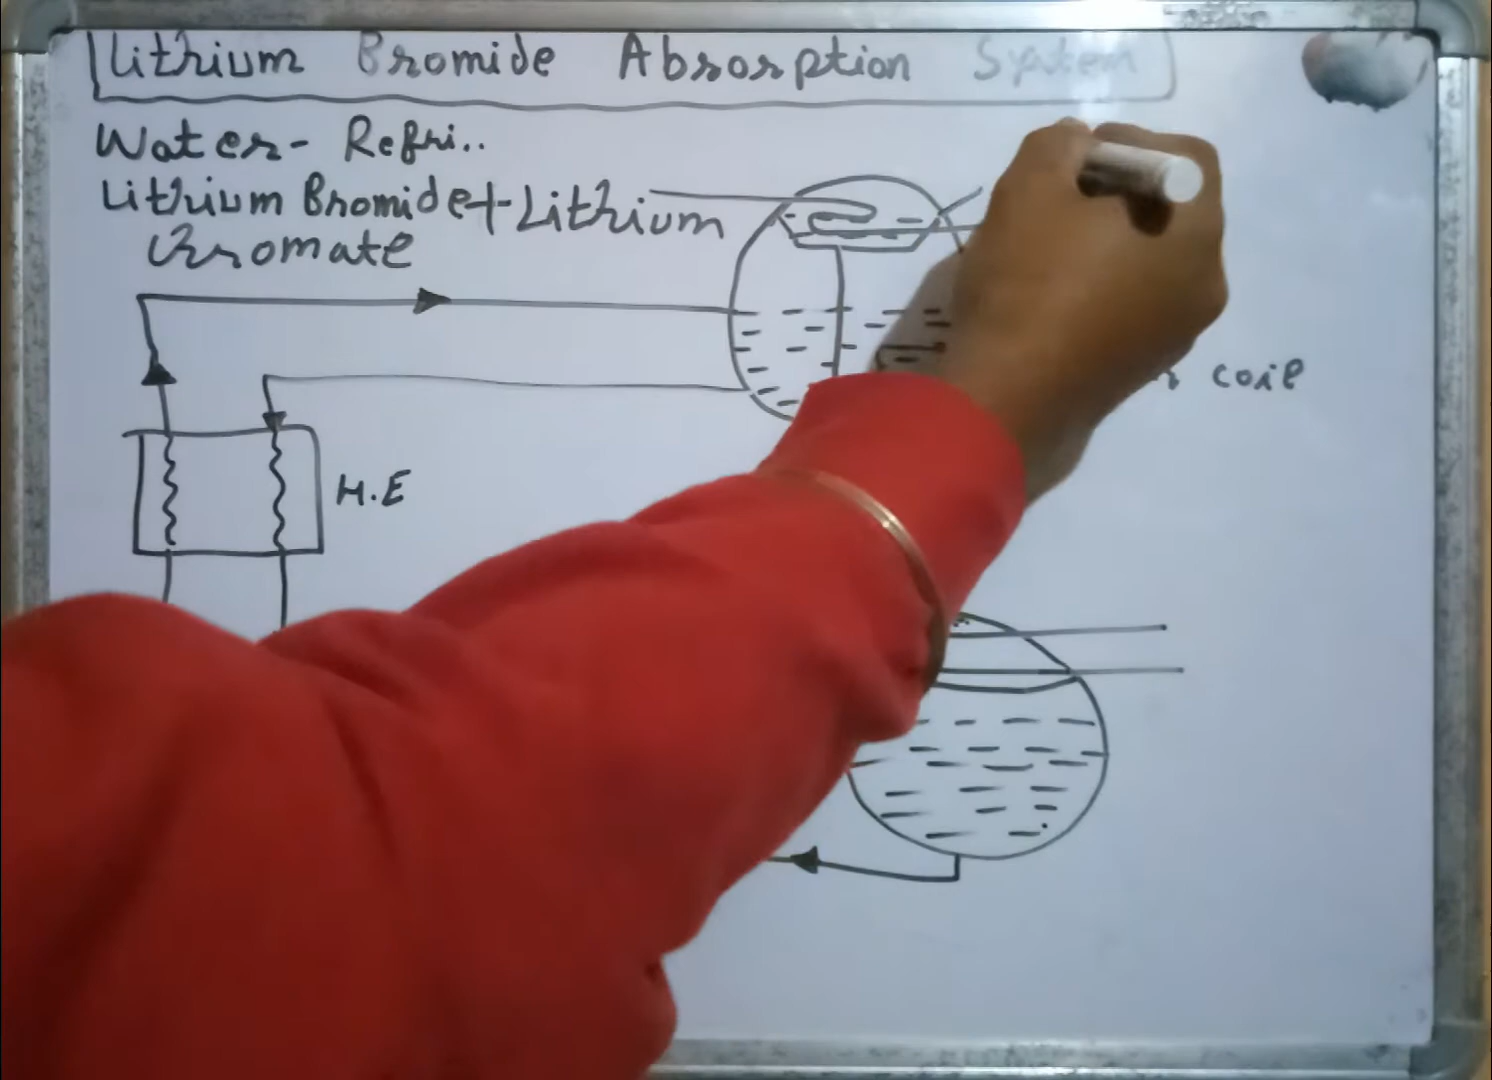 Lithium Bromide Absorption System
Water - Refri..
Lithium Bromide + Lithium
Chromate
coil
H.E